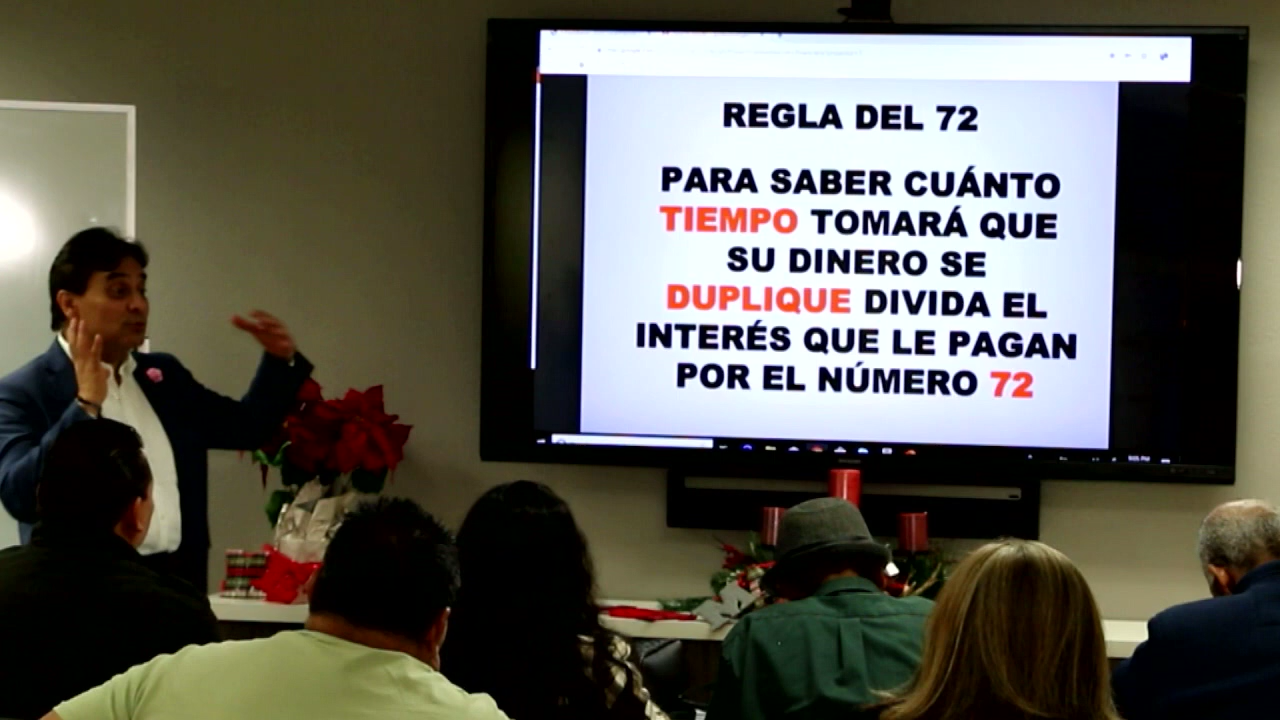 REGLA DEL 72
PARA SABER CUÁNTO
TIEMPO TOMARÁ QUE
SU DINERO SE
DUPLIQUE DIVIDA EL
INTERÉS QUE LE PAGAN
POR EL NÚMERO 72